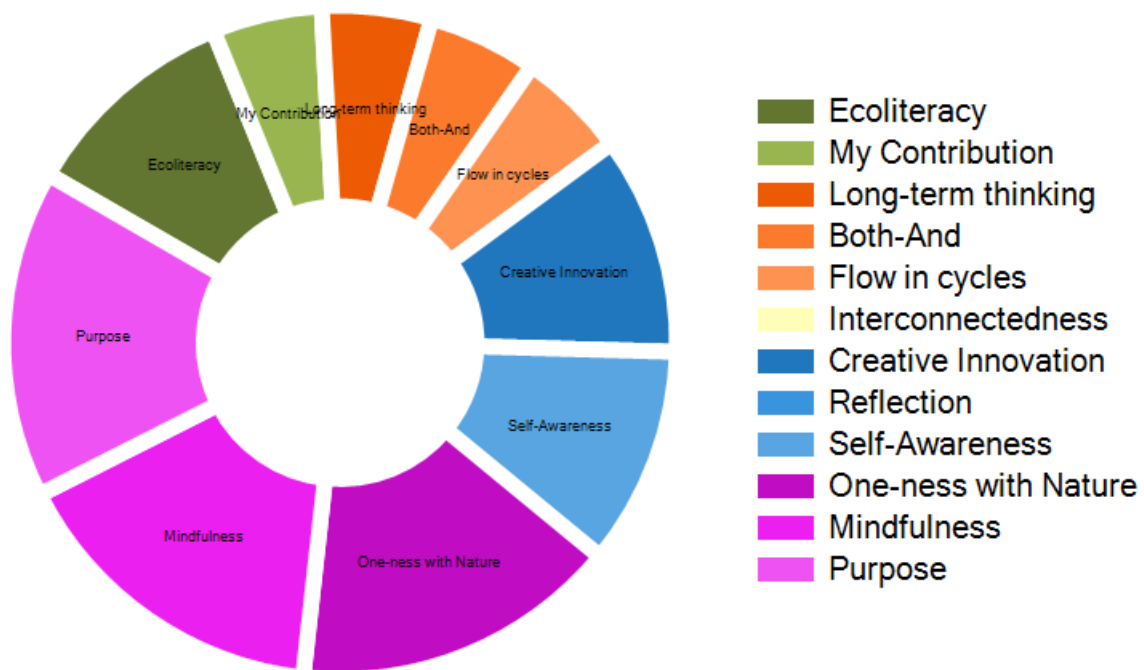 My Contribution
Long-term thinking
Both-And
Ecoliteracy
Flow in cycles
Creative Innovation
Purpose
Self-Awareness
Mindfulness
One-ness with Nature
Ecoliteracy
My Contribution
Long-term thinking
Both-And
Flow in cycles
Interconnectedness
Creative Innovation
Reflection
Self-Awareness
One-ness with Nature
Mindfulness
Purpose